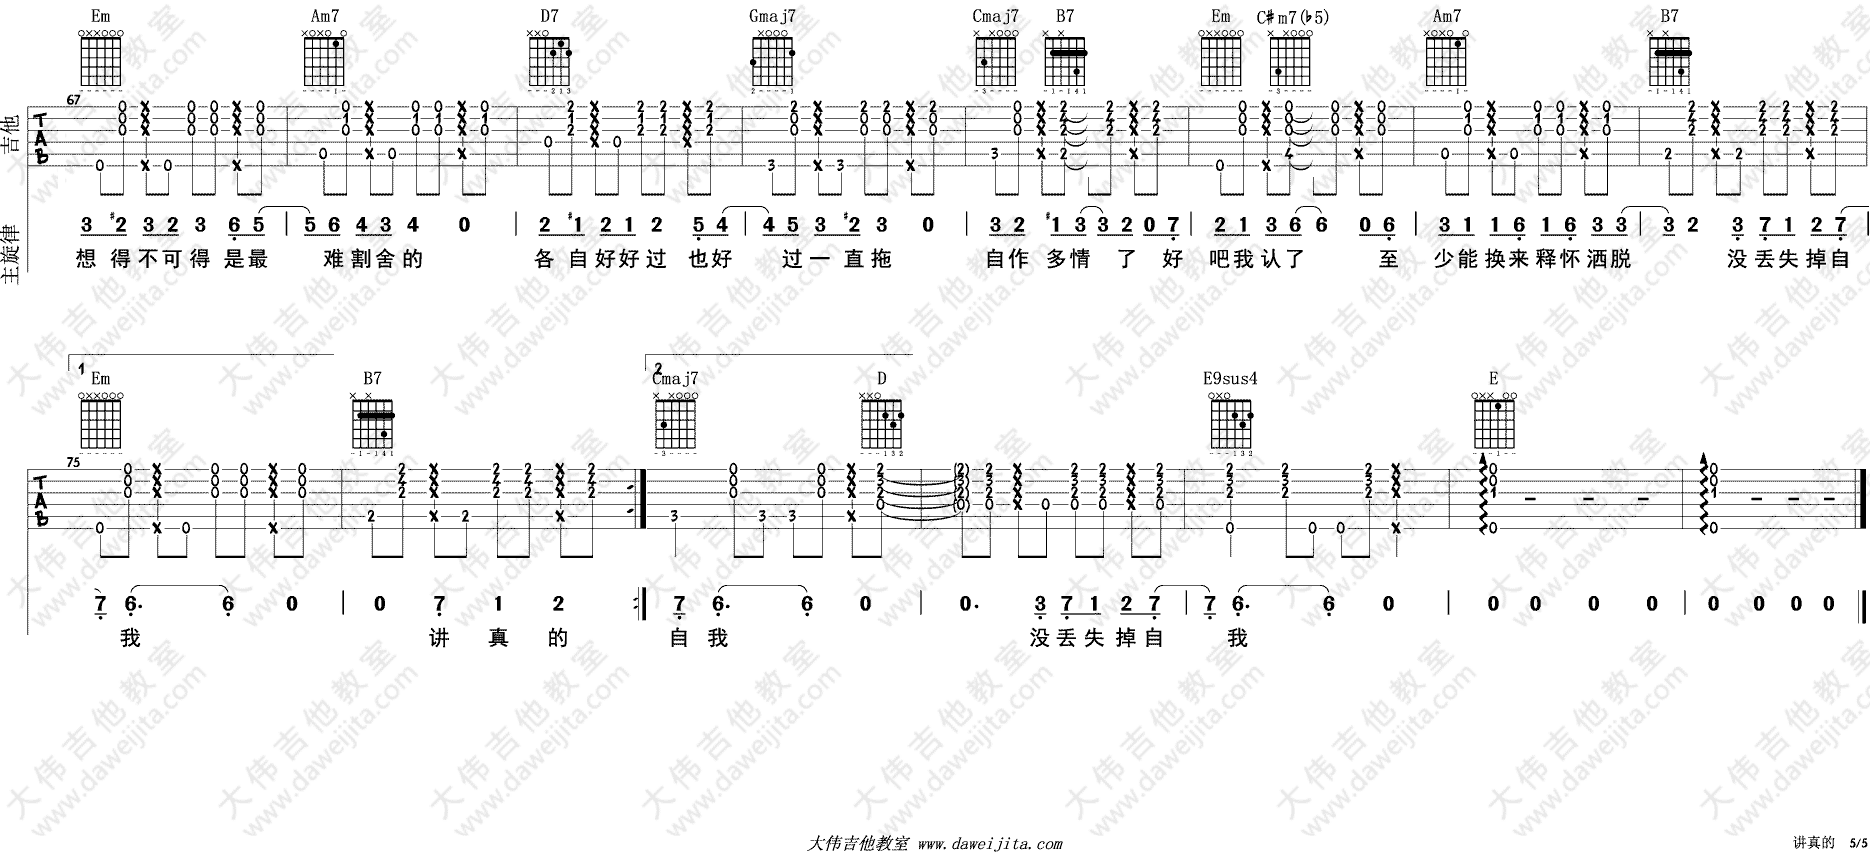 Em Am7 D7 Gmaj7 Cmaj7 B7 Em C#m7(♭5) Am7 B7
67
吉他 TAB
主旋律 3 #2 3 2 3 6 5 | 5 6 4 3 4 0 | 2 #1 2 1 2 5 4 | 4 5 3 #2 3 0 | 3 2 #1 3 3 2 0 7 | 2 1 3 6 6 0 6 | 3 1 1 6 1 6 3 3 | 3 2 3 7 1 2 7 |
想得不可得是最 难割舍的 各自好好过也好 过一直拖 自作多情了好 吧我认了 至 少能换来释怀洒脱 没丢失掉自
1 2
Em B7 Cmaj7 D E9sus4 E
75
TAB
7 6. 6 0 | 0 7 1 2 :| 7 6. 6 0 | 0. 3 7 1 2 7 | 7 6. 6 0 | 0 0 0 0 | 0 0 0 0 ||
我 讲真的 自我 没丢失掉自 我
大伟吉他教室 www.daweijita.com
讲真的 5/5